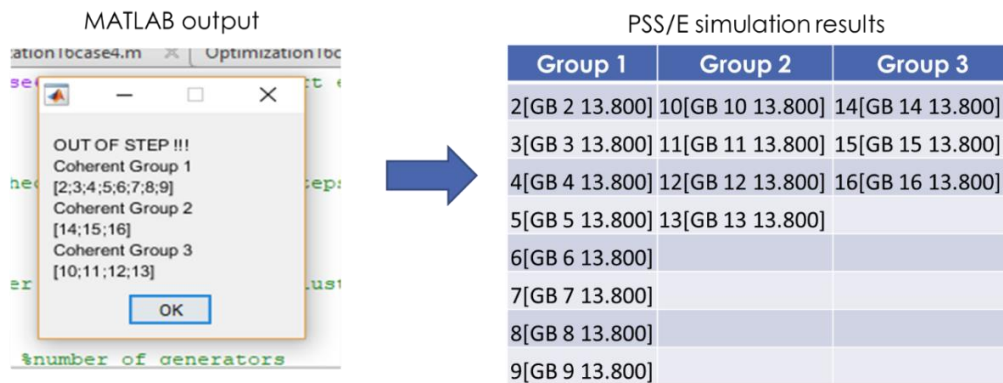 MATLAB output
PSS/E simulation results
ation16case4.m
Optimization16c
OUT OF STEP !!!
Coherent Group 1
[2;3;4;5;6;7;8;9]
Coherent Group 2
[14;15;16]
Coherent Group 3
[10;11;12;13]
OK
%number of generators
Group 1 Group 2 Group 3
2[GB 2 13.800] 10[GB 10 13.800] 14[GB 14 13.800]
3[GB 3 13.800] 11[GB 11 13.800] 15[GB 15 13.800]
4[GB 4 13.800] 12[GB 12 13.800] 16[GB 16 13.800]
5[GB 5 13.800] 13[GB 13 13.800]
6[GB 6 13.800]
7[GB 7 13.800]
8[GB 8 13.800]
9[GB 9 13.800]